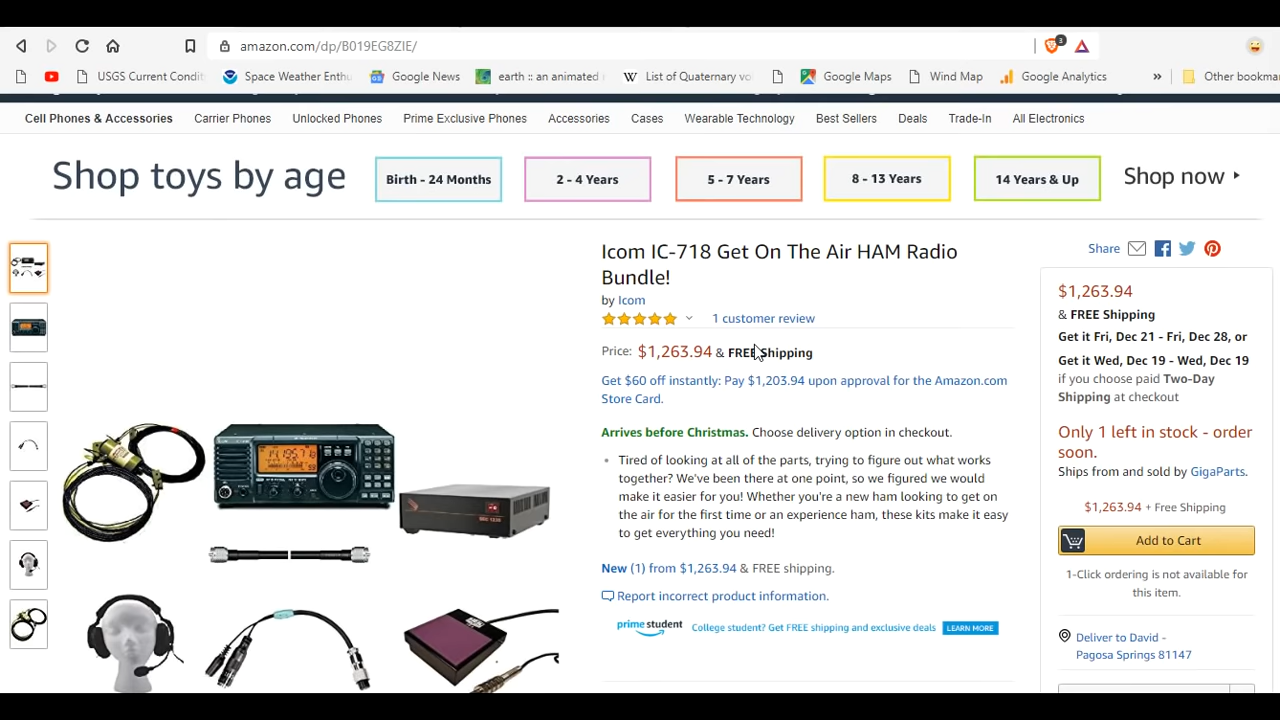 amazon.com/dp/B019EG8ZIE/
3
USGS Current Condit
Space Weather Enthu
Google News
earth :: an animated
W List of Quaternary vo
Google Maps
Wind Map
Google Analytics
»
Other bookma
Cell Phones & Accessories
Carrier Phones
Unlocked Phones
Prime Exclusive Phones
Accessories
Cases
Wearable Technology
Best Sellers
Deals
Trade-In
All Electronics
Shop toys by age
Birth - 24 Months
2 - 4 Years
5 - 7 Years
8 - 13 Years
14 Years & Up
Shop now
Icom IC-718 Get On The Air HAM Radio
Bundle!
by Icom
1 customer review
Price: $1,263.94 & FREE Shipping
Get $60 off instantly: Pay $1,203.94 upon approval for the Amazon.com
Store Card.
Arrives before Christmas. Choose delivery option in checkout.
• Tired of looking at all of the parts, trying to figure out what works
together? We've been there at one point, so we figured we would
make it easier for you! Whether you're a new ham looking to get on
the air for the first time or an experience ham, these kits make it easy
to get everything you need!
New (1) from $1,263.94 & FREE shipping.
Report incorrect product information.
prime student
College student? Get FREE shipping and exclusive deals
LEARN MORE
Share
$1,263.94
& FREE Shipping
Get it Fri, Dec 21 - Fri, Dec 28, or
Get it Wed, Dec 19 - Wed, Dec 19
if you choose paid Two-Day
Shipping at checkout
Only 1 left in stock - order
soon.
Ships from and sold by GigaParts.
$1,263.94 + Free Shipping
Add to Cart
1-Click ordering is not available for
this item.
Deliver to David -
Pagosa Springs 81147